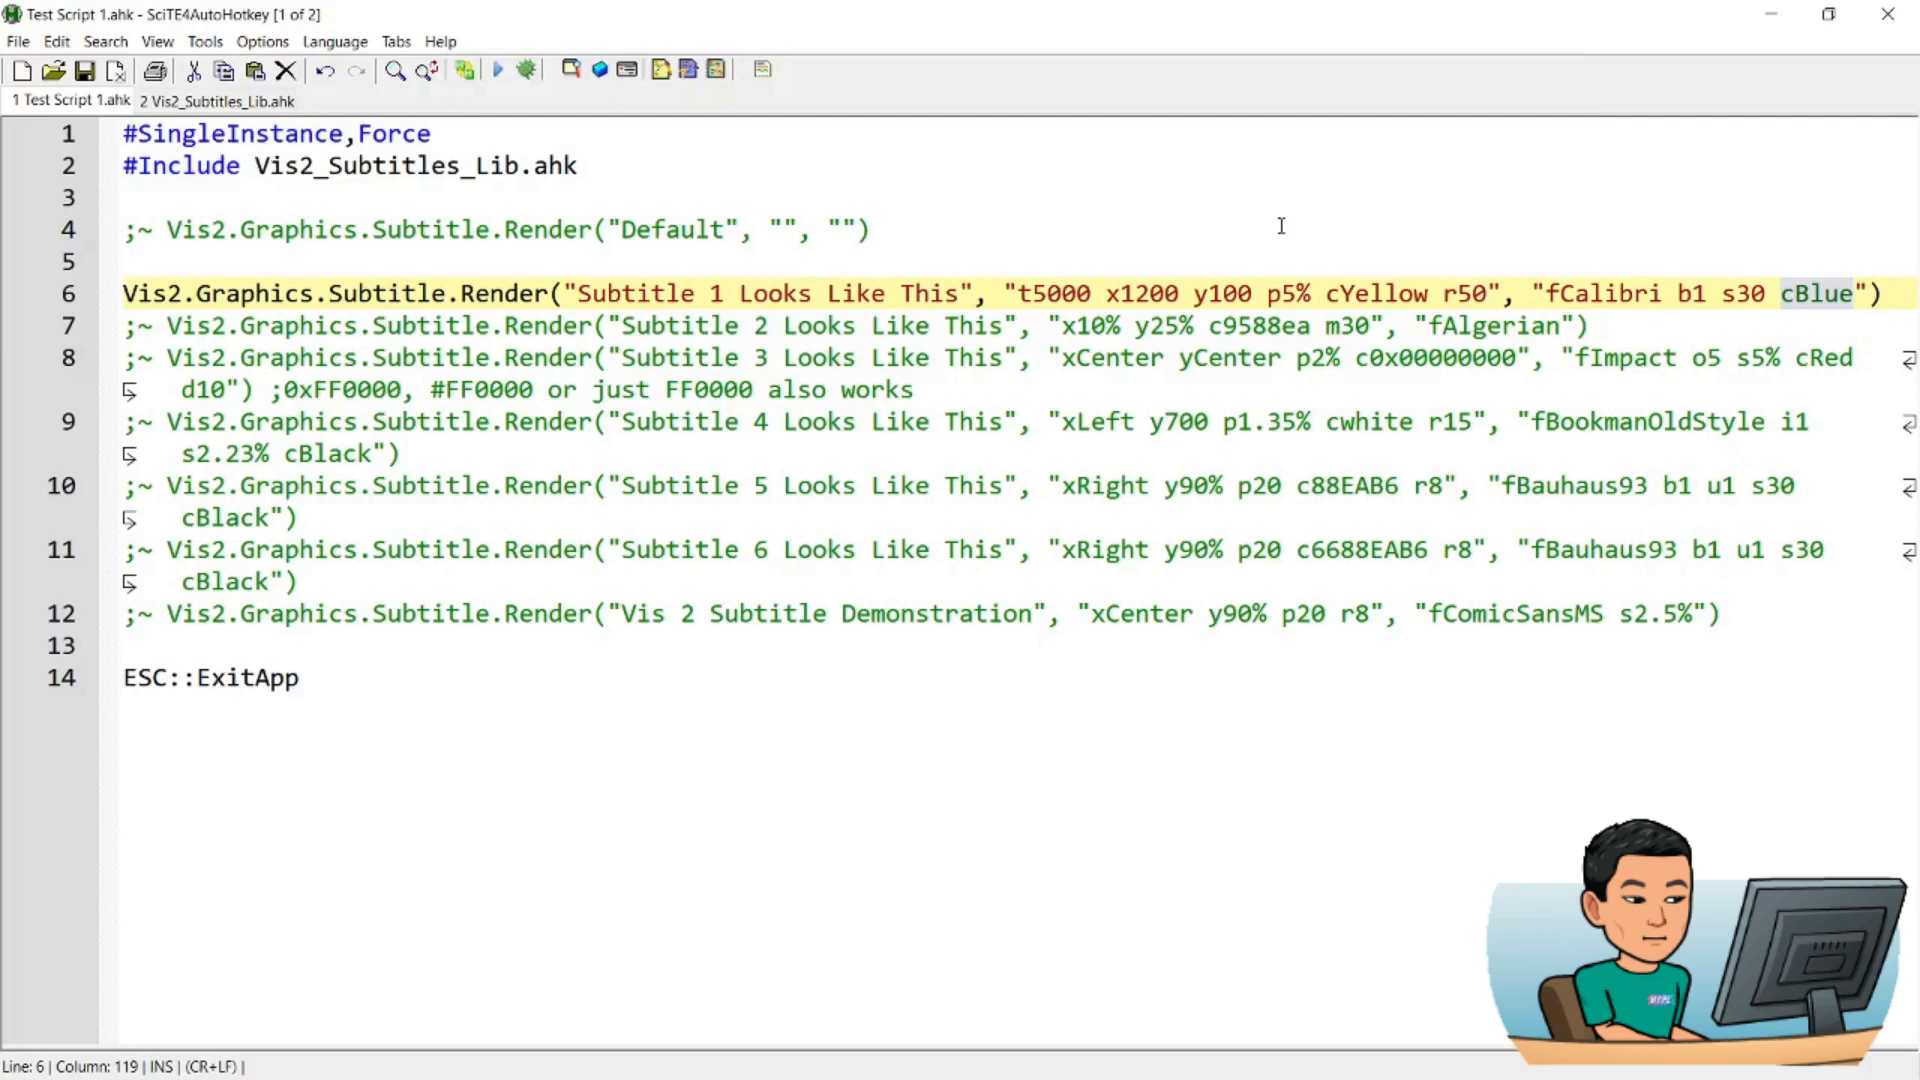 Test Script 1.ahk - SciTE4AutoHotkey [1 of 2]
File Edit Search View Tools Options Language Tabs Help
1 Test Script 1.ahk 2 Vis2_Subtitles_Lib.ahk
1 #SingleInstance,Force
2 #Include Vis2_Subtitles_Lib.ahk
3
4 ;~ Vis2.Graphics.Subtitle.Render("Default", "", "")
5
6 Vis2.Graphics.Subtitle.Render("Subtitle 1 Looks Like This", "t5000 x1200 y100 p5% cYellow r50", "fCalibri b1 s30 cBlue")
7 ;~ Vis2.Graphics.Subtitle.Render("Subtitle 2 Looks Like This", "x10% y25% c9588ea m30", "fAlgerian")
8 ;~ Vis2.Graphics.Subtitle.Render("Subtitle 3 Looks Like This", "xCenter yCenter p2% c0x00000000", "fImpact o5 s5% cRed
d10") ;0xFF0000, #FF0000 or just FF0000 also works
9 ;~ Vis2.Graphics.Subtitle.Render("Subtitle 4 Looks Like This", "xLeft y700 p1.35% cwhite r15", "fBookmanOldStyle i1
s2.23% cBlack")
10 ;~ Vis2.Graphics.Subtitle.Render("Subtitle 5 Looks Like This", "xRight y90% p20 c88EAB6 r8", "fBauhaus93 b1 u1 s30
cBlack")
11 ;~ Vis2.Graphics.Subtitle.Render("Subtitle 6 Looks Like This", "xRight y90% p20 c6688EAB6 r8", "fBauhaus93 b1 u1 s30
cBlack")
12 ;~ Vis2.Graphics.Subtitle.Render("Vis 2 Subtitle Demonstration", "xCenter y90% p20 r8", "fComicSansMS s2.5%")
13
14 ESC::ExitApp
Line: 6 | Column: 119 | INS | (CR+LF) |